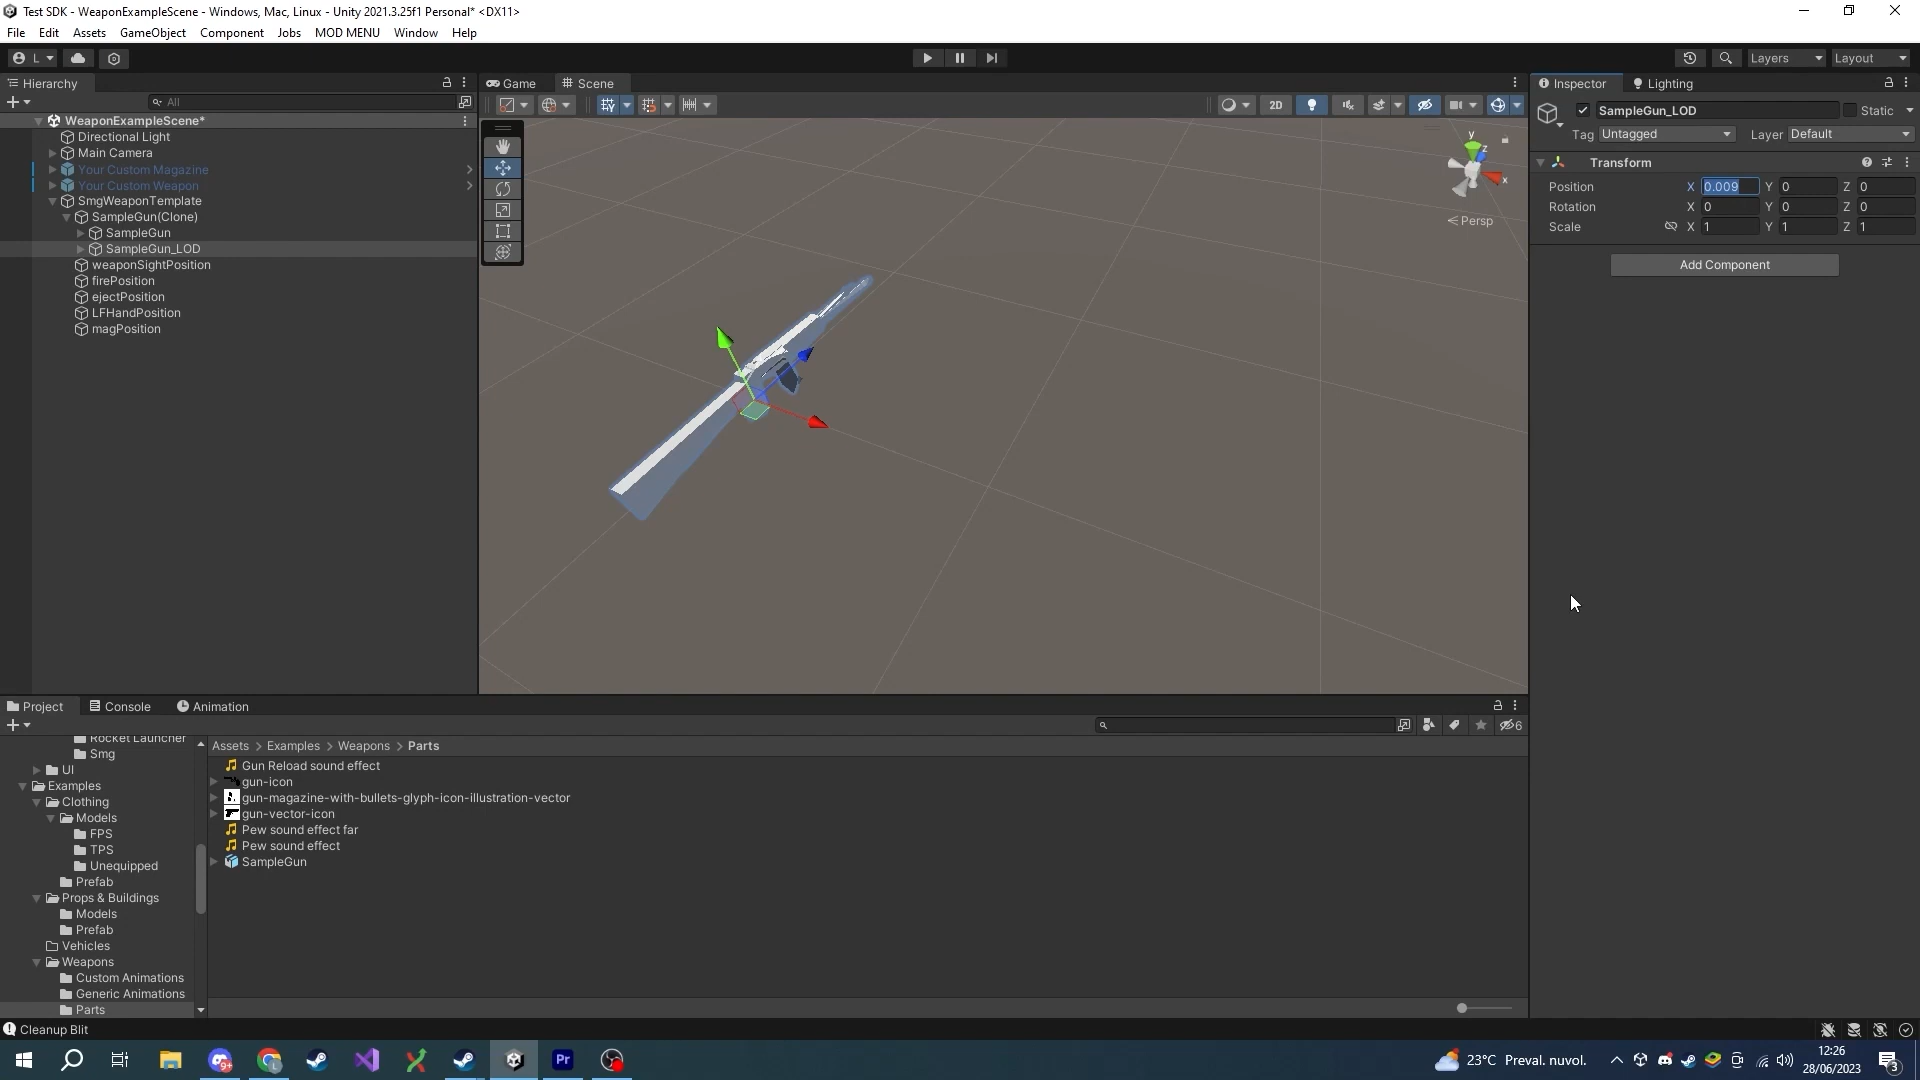 Test SDK - WeaponExampleScene - Windows, Mac, Linux - Unity 2021.3.25f1 Personal* <DX11>
File Edit Assets GameObject Component Jobs MOD MENU Window Help
L Layers Layout
Hierarchy
All
WeaponExampleScene*
Directional Light
Main Camera
Your Custom Magazine
Your Custom Weapon
SmgWeaponTemplate
SampleGun(Clone)
SampleGun
SampleGun_LOD
weaponSightPosition
firePosition
ejectPosition
LFHandPosition
magPosition
Game Scene
2D
y
z
x
Persp
Inspector Lighting
SampleGun_LOD Static
Tag Untagged Layer Default
Transform
Position X 0.009 Y 0 Z 0
Rotation X 0 Y 0 Z 0
Scale X 1 Y 1 Z 1
Add Component
Project Console Animation
6
Rocket Launcher
Smg
UI
Examples
Clothing
Models
FPS
TPS
Unequipped
Prefab
Props & Buildings
Models
Prefab
Vehicles
Weapons
Custom Animations
Generic Animations
Parts
Assets > Examples > Weapons > Parts
Gun Reload sound effect
gun-icon
gun-magazine-with-bullets-glyph-icon-illustration-vector
gun-vector-icon
Pew sound effect far
Pew sound effect
SampleGun
Cleanup Blit
9+
Pr
23°C Preval. nuvol.
12:26
28/06/2023
3